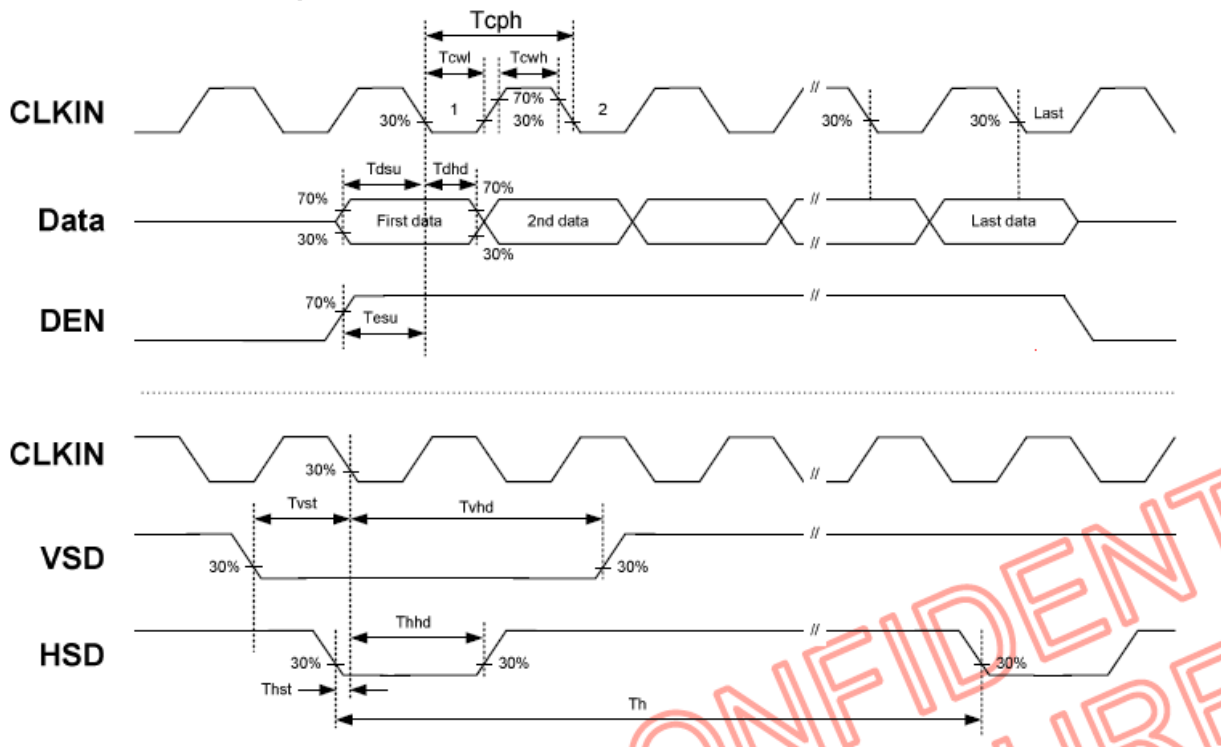 Tcph
Tcwl Tcwh
CLKIN 30% 1 70% 30% 2 // 30% 30% Last
Tdsu Tdhd
70% 70%
Data First data 2nd data // // Last data
30% 30%
70% //
DEN Tesu
CLKIN 30% //
Tvst Tvhd
VSD 30% 30% //
Thhd
HSD 30% 30% // 30%
Thst
Th